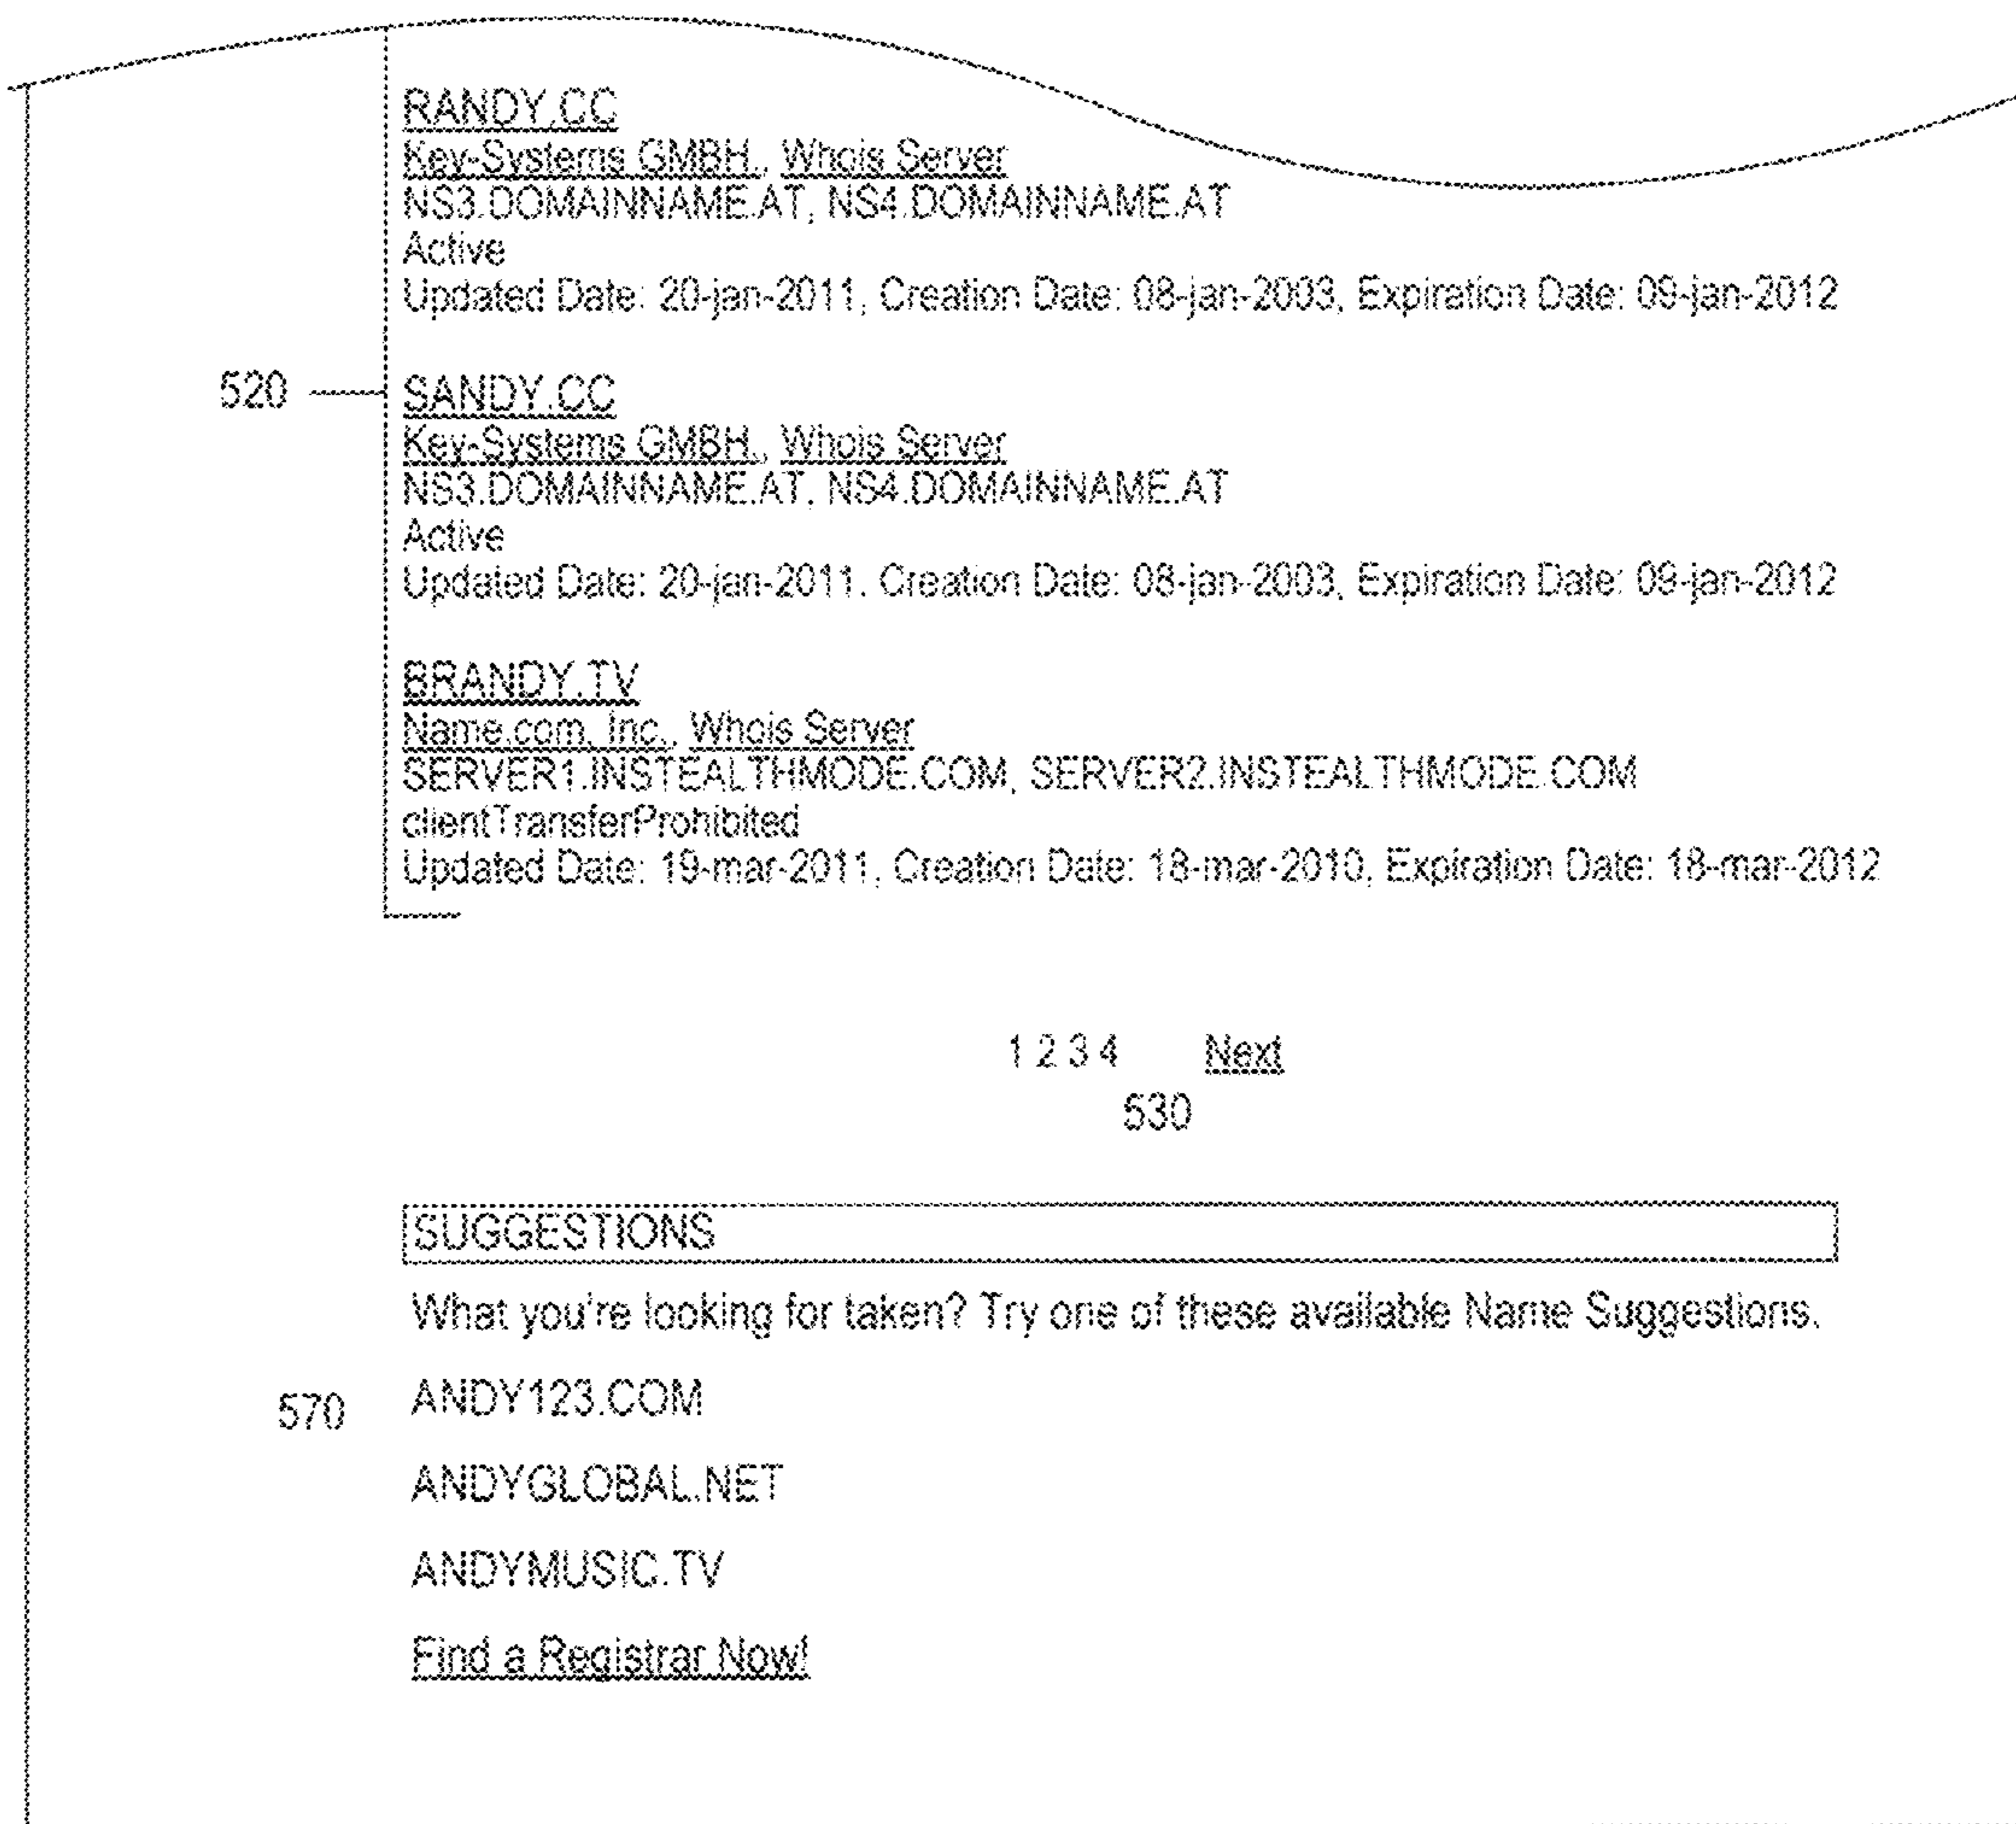 RANDY.CC
Key-Systems GMBH., Whois Server
NS3.DOMAINNAME.AT, NS4.DOMAINNAME.AT
Active
Updated Date: 20-jan-2011, Creation Date: 08-jan-2003, Expiration Date: 09-jan-2012
520
SANDY.CC
Key-Systems GMBH., Whois Server
NS3.DOMAINNAME.AT, NS4.DOMAINNAME.AT
Active
Updated Date: 20-jan-2011. Creation Date: 08-jan-2003, Expiration Date: 09-jan-2012
BRANDY.TV
Name.com, Inc., Whois Server
SERVER1.INSTEALTHMODE.COM, SERVER2.INSTEALTHMODE.COM
clientTransferProhibited
Updated Date: 19-mar-2011, Creation Date: 18-mar-2010, Expiration Date: 18-mar-2012
1 2 3 4 Next
530
SUGGESTIONS
What you're looking for taken? Try one of these available Name Suggestions.
570
ANDY123.COM
ANDYGLOBAL.NET
ANDYMUSIC.TV
Find a Registrar Now!